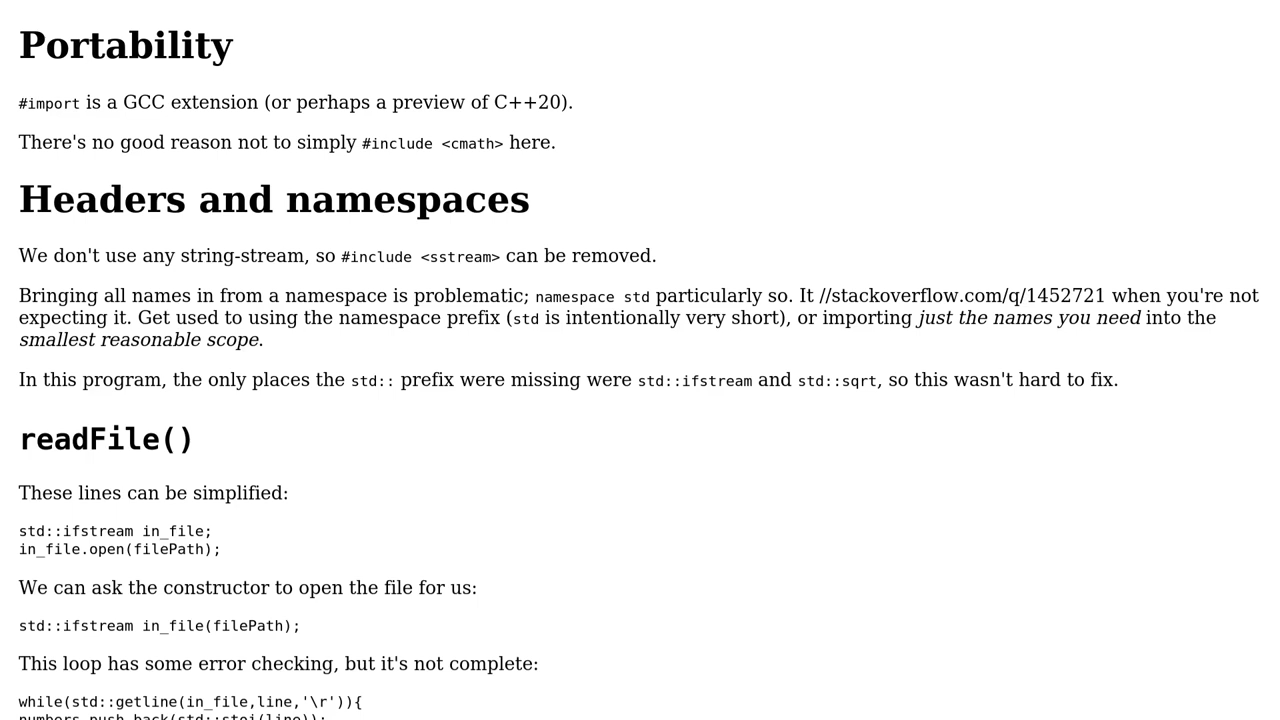 Portability
#import is a GCC extension (or perhaps a preview of C++20).
There's no good reason not to simply #include <cmath> here.
Headers and namespaces
We don't use any string-stream, so #include <sstream> can be removed.
Bringing all names in from a namespace is problematic; namespace std particularly so. It //stackoverflow.com/q/1452721 when you're not
expecting it. Get used to using the namespace prefix (std is intentionally very short), or importing just the names you need into the
smallest reasonable scope.
In this program, the only places the std:: prefix were missing were std::ifstream and std::sqrt, so this wasn't hard to fix.
readFile()
These lines can be simplified:
std::ifstream in_file;
in_file.open(filePath);
We can ask the constructor to open the file for us:
std::ifstream in_file(filePath);
This loop has some error checking, but it's not complete:
while(std::getline(in_file,line,'\r')){
numbers.push_back(std::stoi(line));